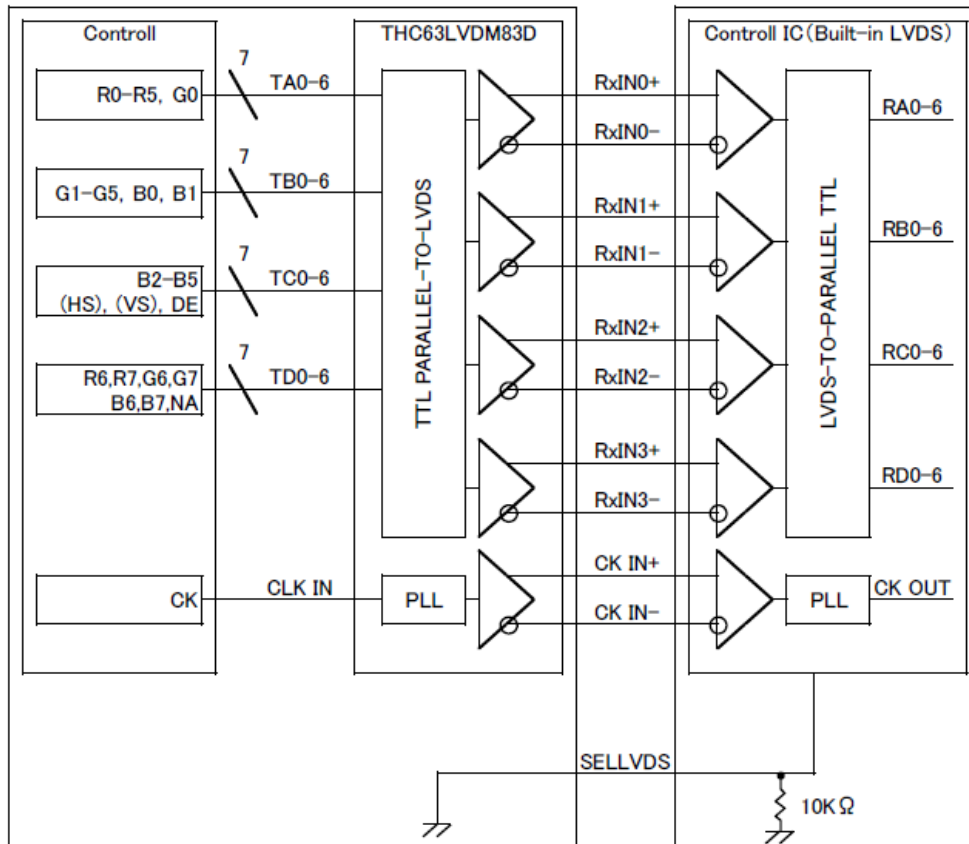 Controll
THC63LVDM83D
Controll IC(Built-in LVDS)
7
R0-R5, G0
TA0-6
RxIN0+
RxIN0-
RA0-6
7
G1-G5, B0, B1
TB0-6
RxIN1+
RxIN1-
RB0-6
7
B2-B5
(HS), (VS), DE
TC0-6
RxIN2+
RxIN2-
RC0-6
7
R6,R7,G6,G7
B6,B7,NA
TD0-6
RxIN3+
RxIN3-
RD0-6
TTL PARALLEL-TO-LVDS
LVDS-TO-PARALLEL TTL
CK
CLK IN
PLL
CK IN+
CK IN-
PLL
CK OUT
SELLVDS
10KΩ